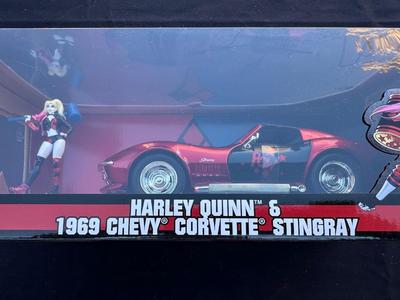 HARLEY QUINN™ &
1969 CHEVY® CORVETTE® STINGRAY